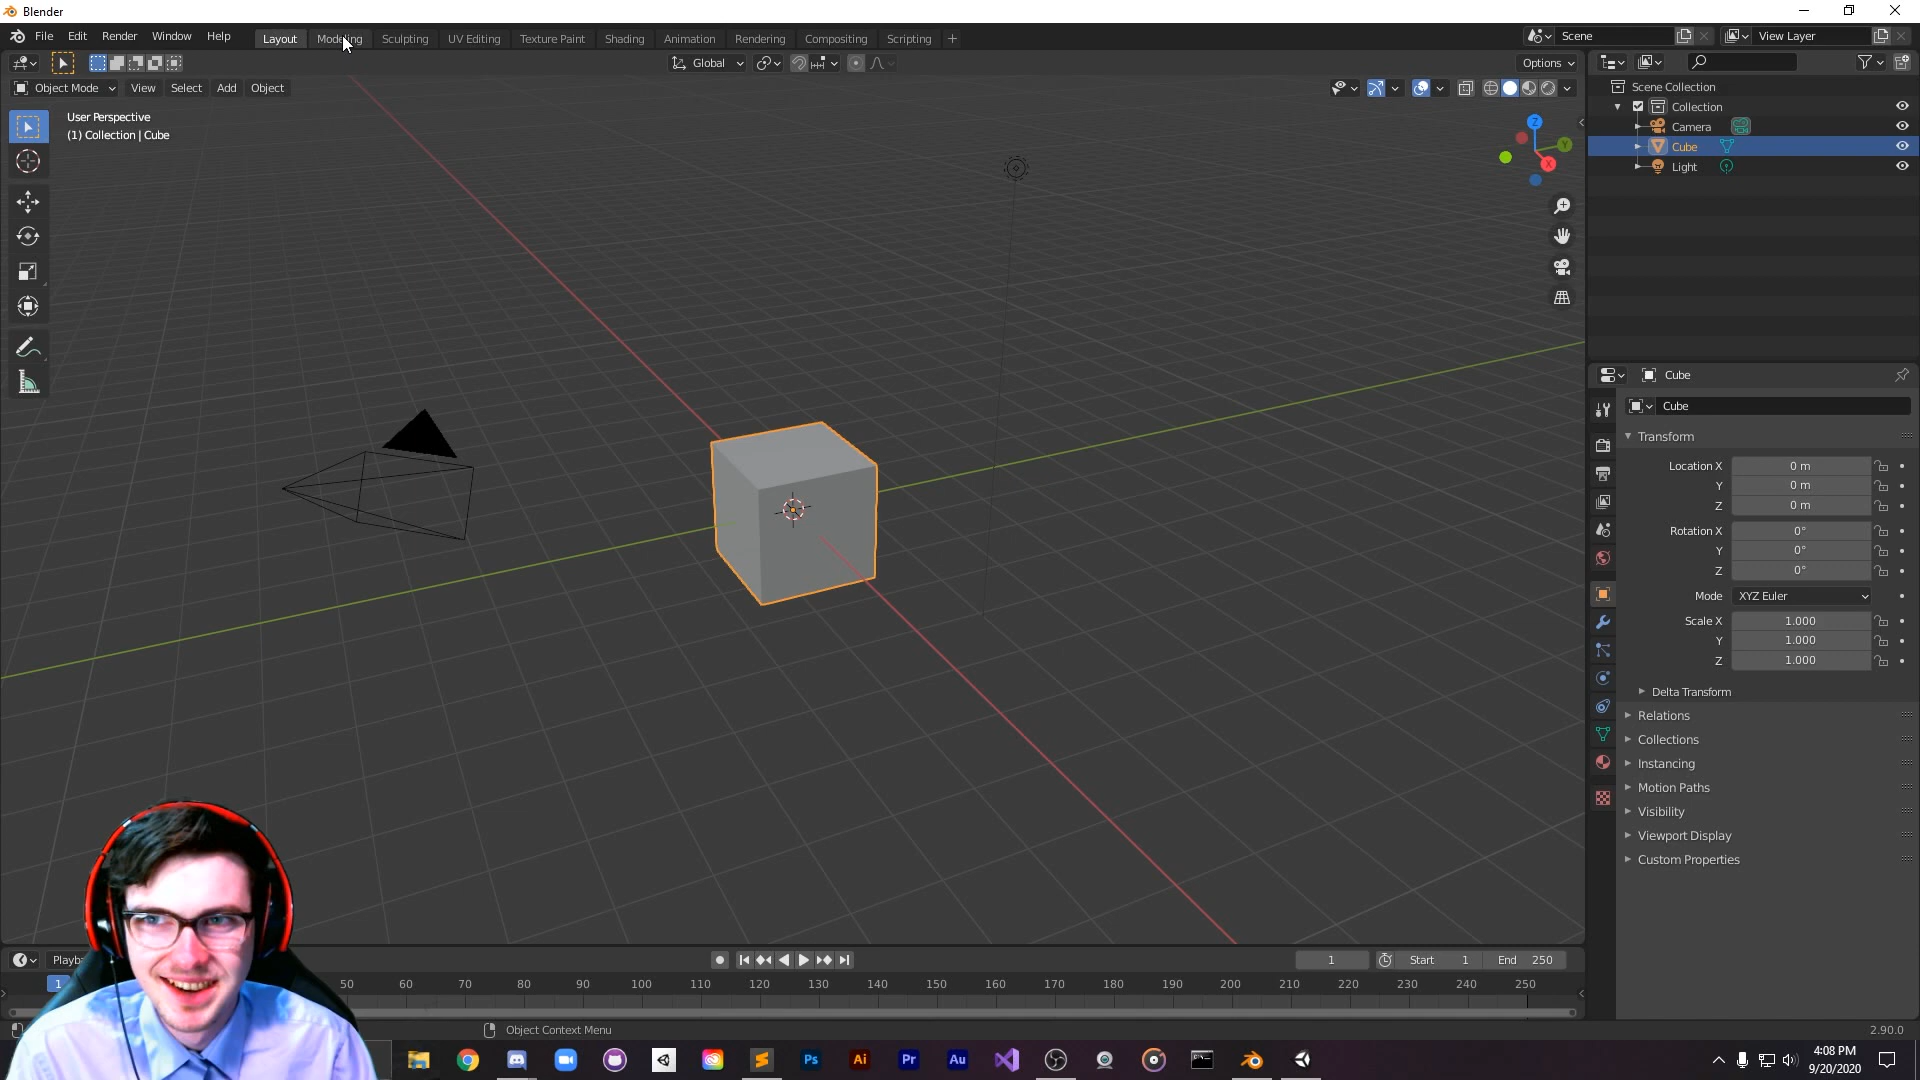 Blender
File Edit Render Window Help Layout Modeling Sculpting UV Editing Texture Paint Shading Animation Rendering Compositing Scripting + Scene View Layer
Global Options
Object Mode View Select Add Object
User Perspective
(1) Collection | Cube
Z
Y
X
Scene Collection
Collection
Camera
Cube
Light
Cube
Cube
Transform
Location X 0 m
Y 0 m
Z 0 m
Rotation X 0°
Y 0°
Z 0°
Mode XYZ Euler
Scale X 1.000
Y 1.000
Z 1.000
Delta Transform
Relations
Collections
Instancing
Motion Paths
Visibility
Viewport Display
Custom Properties
1 Start 1 End 250
1 50 60 70 80 90 100 110 120 130 140 150 160 170 180 190 200 210 220 230 240 250
Object Context Menu 2.90.0
Ps Ai Pr Au
4:08 PM
9/20/2020